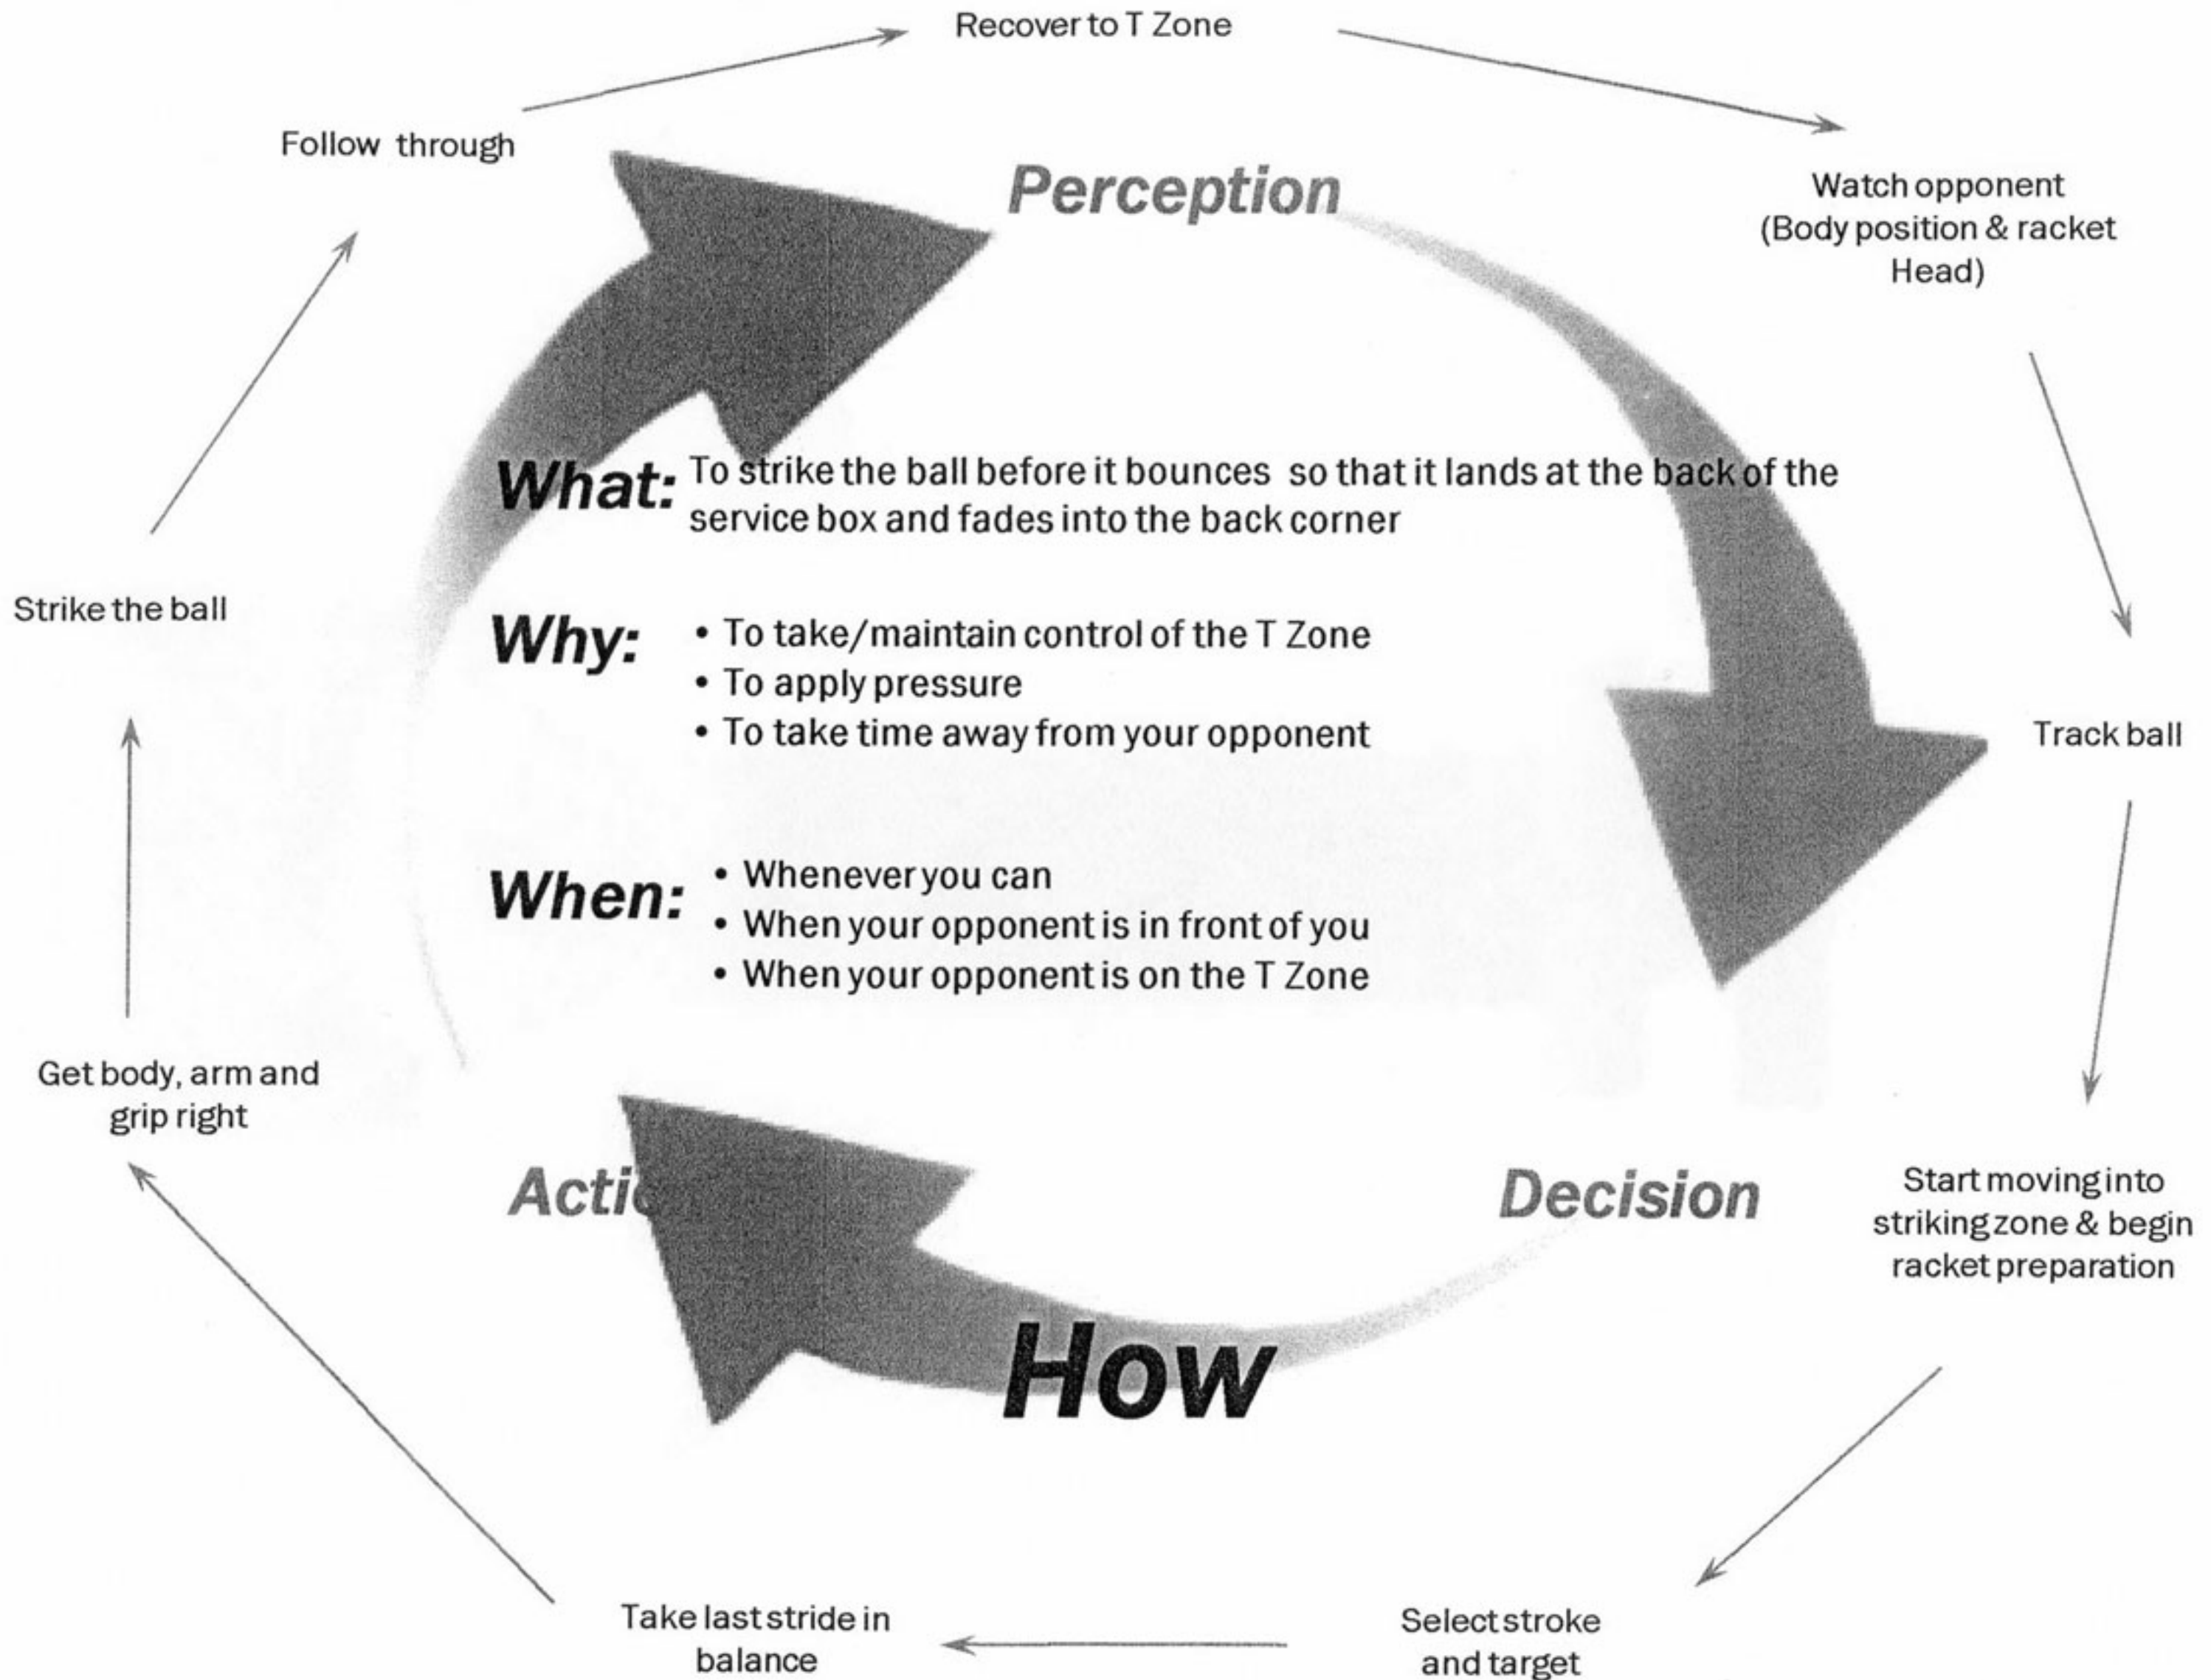 Recover to T Zone
Follow through
Perception
Watch opponent
(Body position & racket
Head)
What: To strike the ball before it bounces so that it lands at the back of the
service box and fades into the back corner
Strike the ball
Why:
• To take/maintain control of the T Zone
• To apply pressure
• To take time away from your opponent
Track ball
When:
• Whenever you can
• When your opponent is in front of you
• When your opponent is on the T Zone
Get body, arm and
grip right
Decision
Start moving into
striking zone & begin
racket preparation
How
Take last stride in
balance
Select stroke
and target